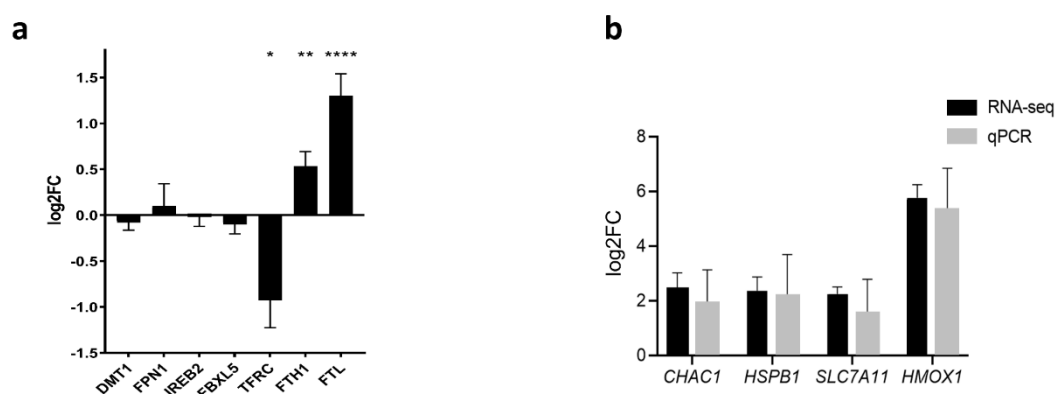 a
b
* ** ****
1.5
1.0
0.5
0.0
-0.5
-1.0
-1.5
log2FC
DMT1 FPN1 IREB2 FBXL5 TFRC FTH1 FTL
RNA-seq
qPCR
8
6
4
2
0
log2FC
CHAC1 HSPB1 SLC7A11 HMOX1